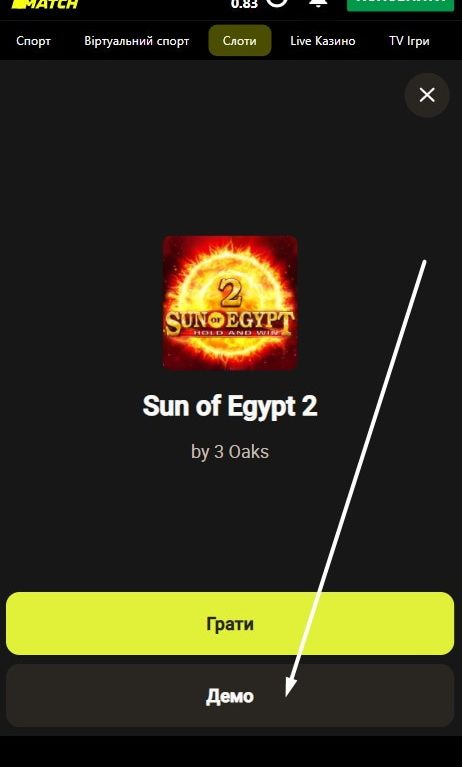 MATCH
0.83
Спорт Віртуальний спорт Слоти Live Казино TV Ігри
2
SUN OF EGYPT
HOLD AND WIN
Sun of Egypt 2
by 3 Oaks
Грати
Демо